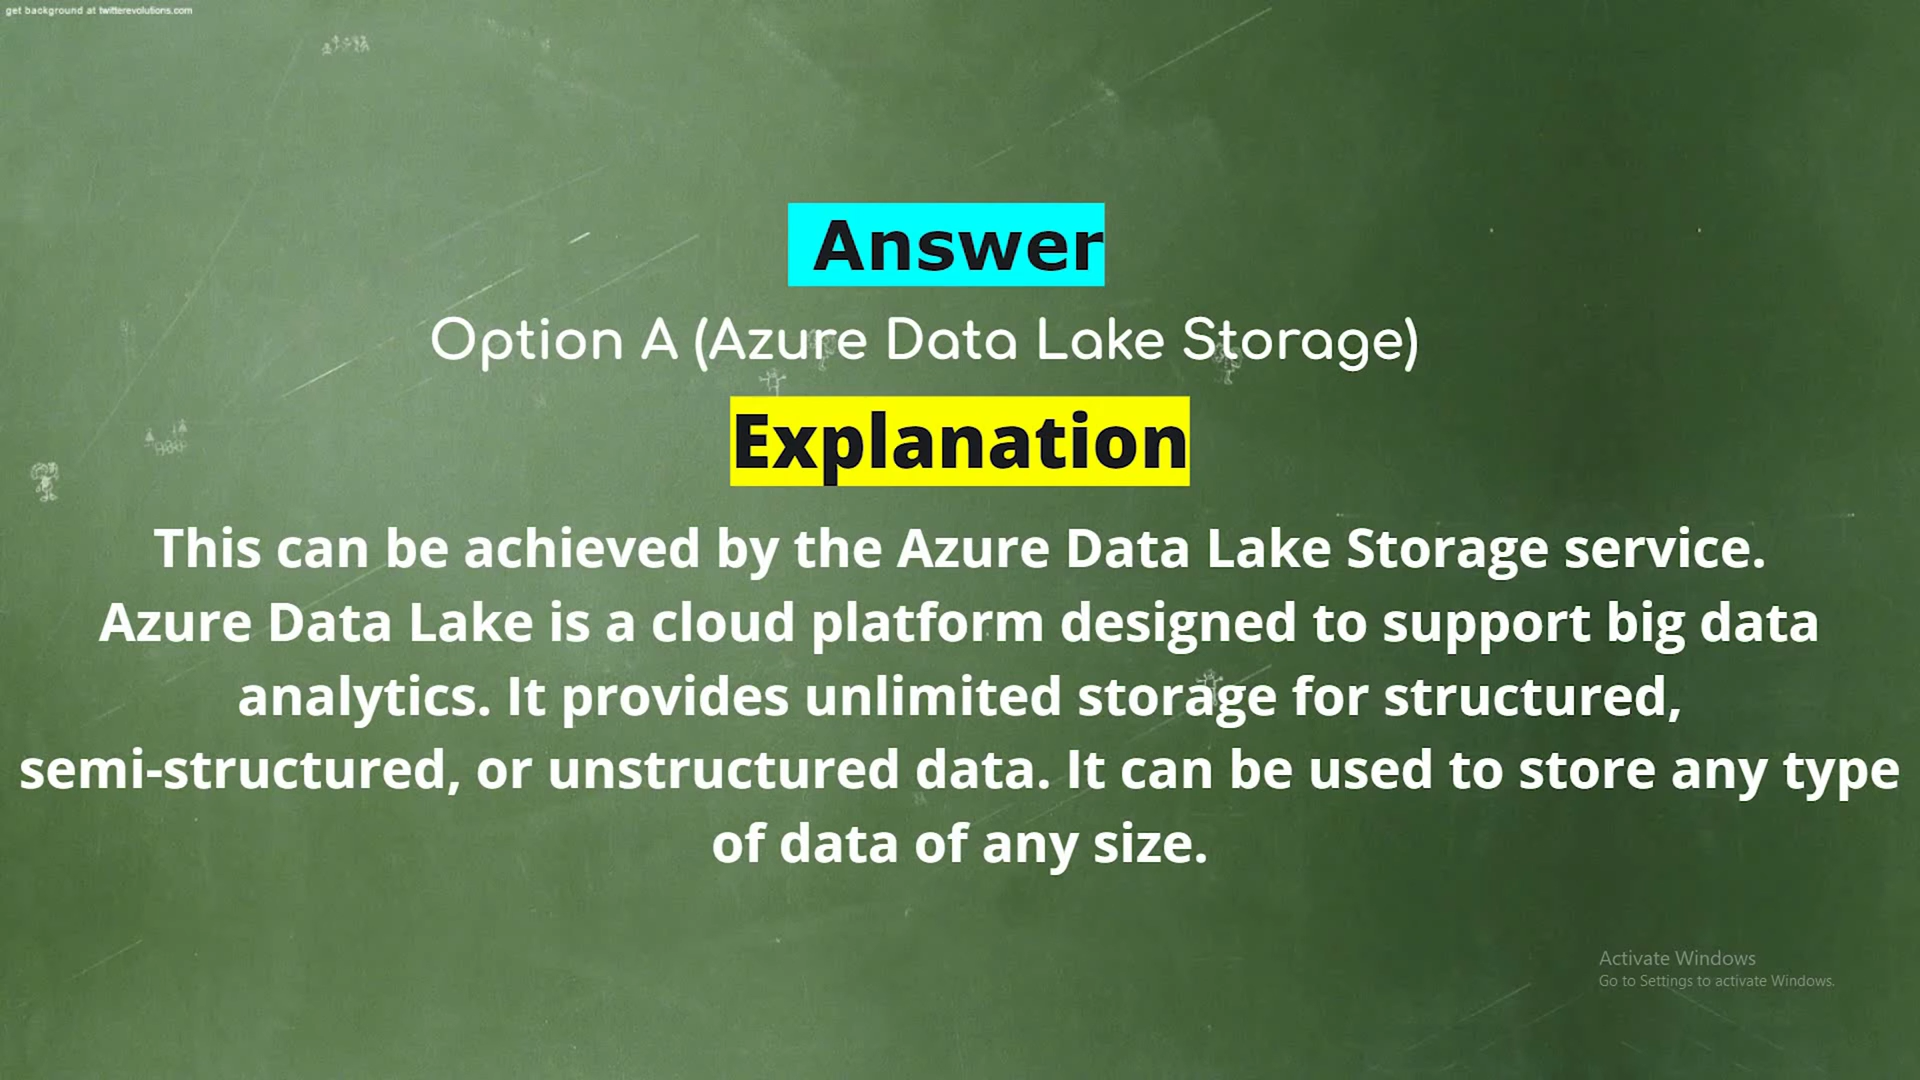 get background at twitterevolutions.com
Answer
Option A (Azure Data Lake Storage)
Explanation
This can be achieved by the Azure Data Lake Storage service.
Azure Data Lake is a cloud platform designed to support big data
analytics. It provides unlimited storage for structured,
semi-structured, or unstructured data. It can be used to store any type
of data of any size.
Activate Windows
Go to Settings to activate Windows.